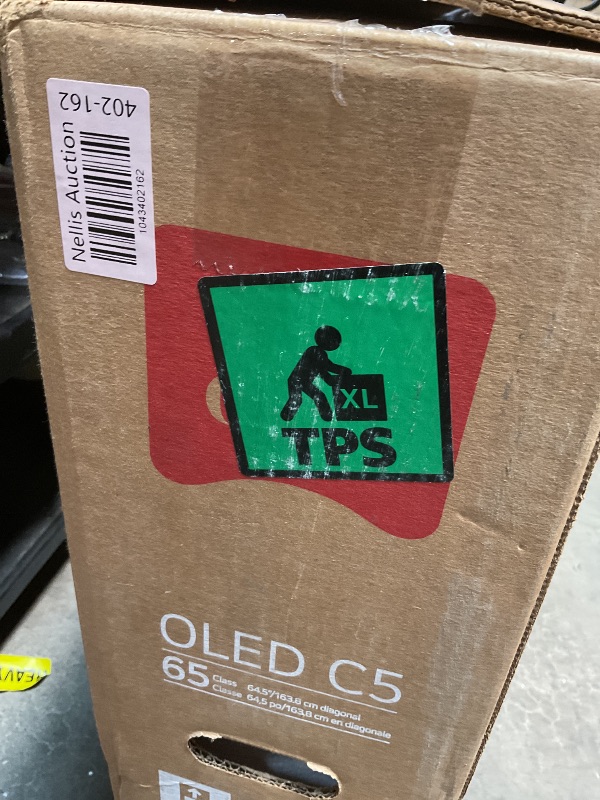 402-162
Nellis Auction
1043402162
XL
TPS
OLED C5
65 Class 64.5"/163.8 cm diagonal
Classe 64,5 po/163,8 cm en diagonale
HEAVY